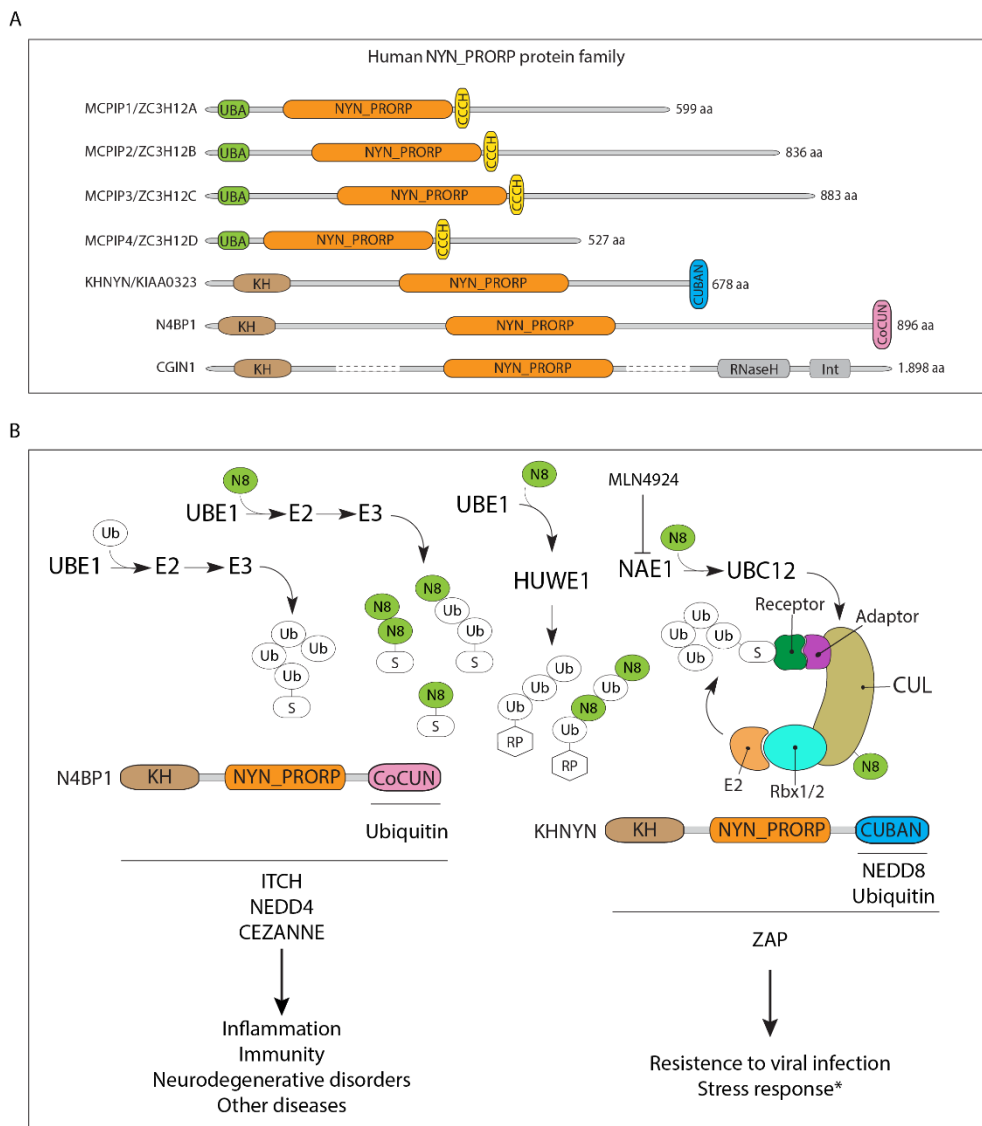 A
Human NYN_PRORP protein family
MCPIP1/ZC3H12A UBA NYN_PRORP CCCH 599 aa
MCPIP2/ZC3H12B UBA NYN_PRORP CCCH 836 aa
MCPIP3/ZC3H12C UBA NYN_PRORP CCCH 883 aa
MCPIP4/ZC3H12D UBA NYN_PRORP CCCH 527 aa
KHNYN/KIAA0323 KH NYN_PRORP CUBAN 678 aa
N4BP1 KH NYN_PRORP CoCUN 896 aa
CGIN1 KH NYN_PRORP RNaseH Int 1.898 aa
B
N8
UBE1 E2 E3
Ub
UBE1 E2 E3
Ub
Ub
Ub
Ub
Ub
S
N8
N8
S
N8
Ub
Ub
S
N8
S
N8
UBE1
HUWE1
Ub
Ub
Ub
Ub
RP
N8
Ub
N8
Ub
RP
MLN4924
N8
NAE1 UBC12
Receptor
Adaptor
Ub
Ub
Ub
Ub
Ub
S
CUL
E2
Rbx1/2
N8
N4BP1 KH NYN_PRORP CoCUN
Ubiquitin
ITCH
NEDD4
CEZANNE
Inflammation
Immunity
Neurodegenerative disorders
Other diseases
KHNYN KH NYN_PRORP CUBAN
NEDD8
Ubiquitin
ZAP
Resistence to viral infection
Stress response*